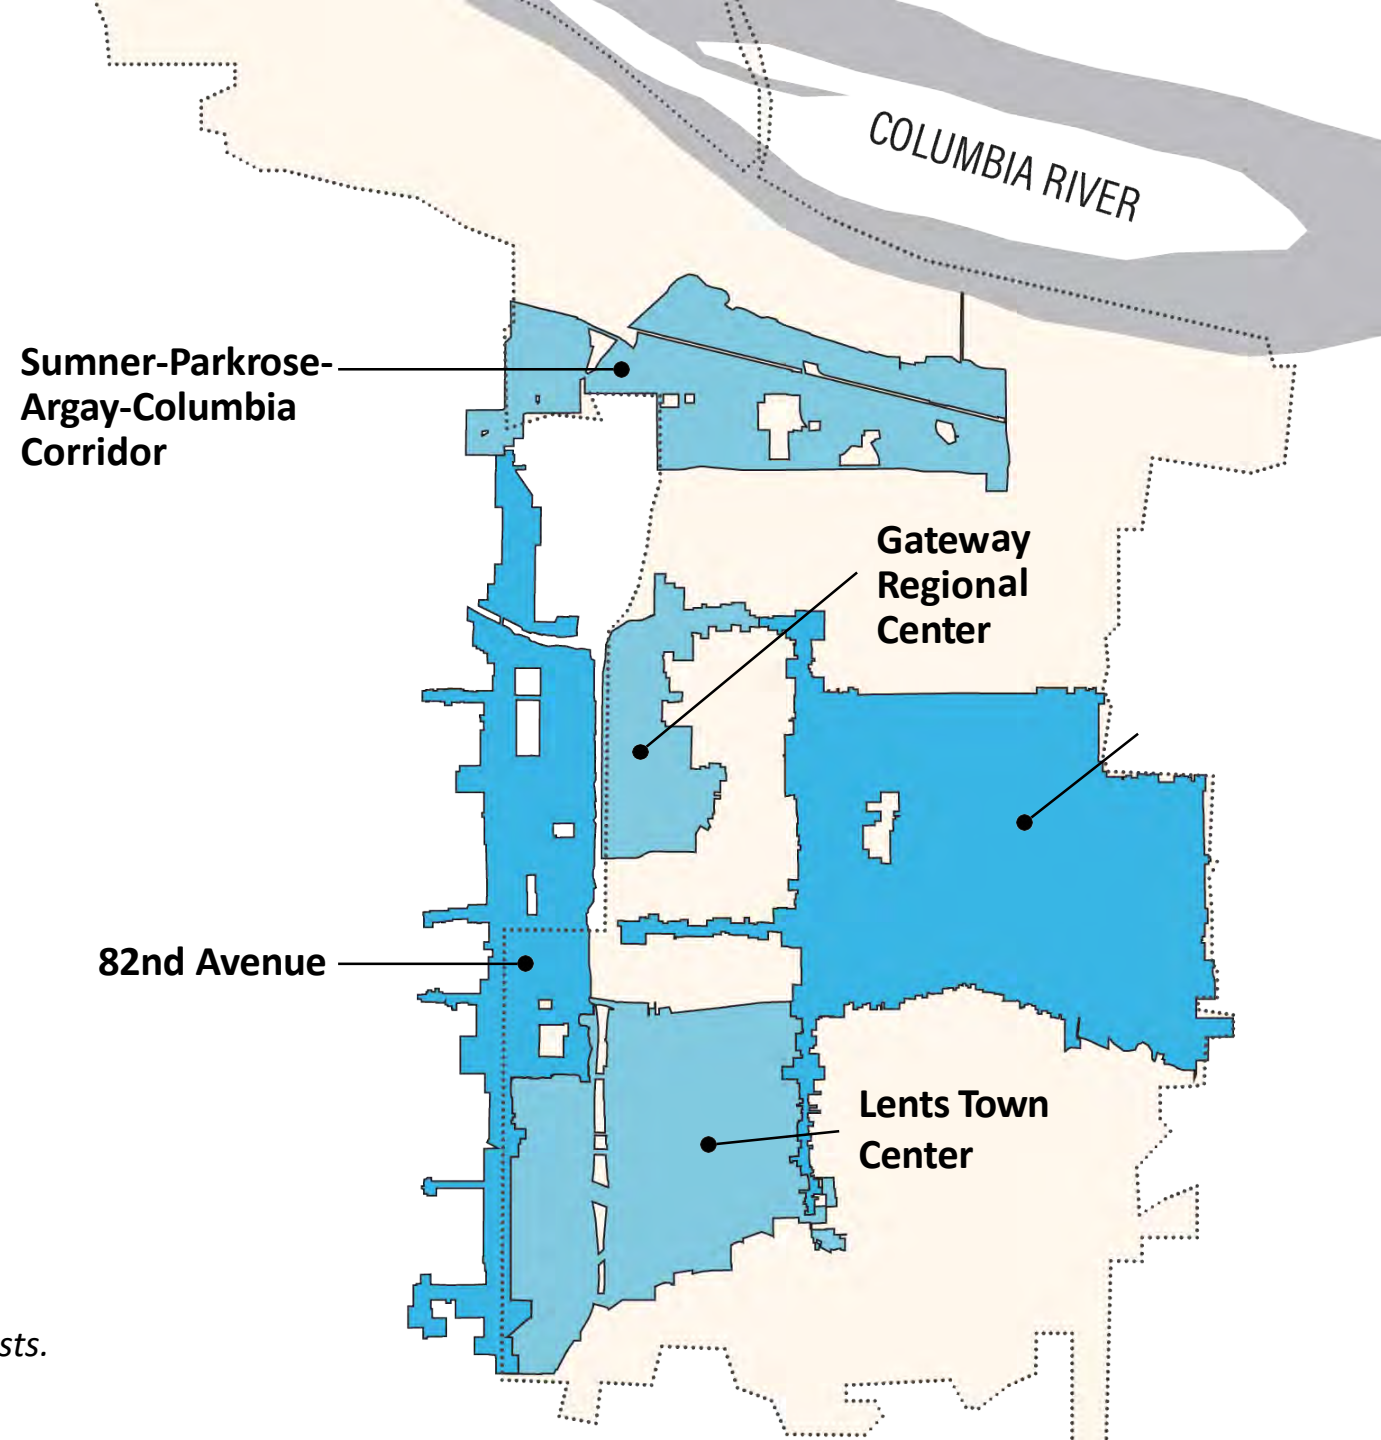 COLUMBIA RIVER
Sumner-Parkrose-
Argay-Columbia
Corridor
Gateway
Regional
Center
82nd Avenue
Lents Town
Center
sts.